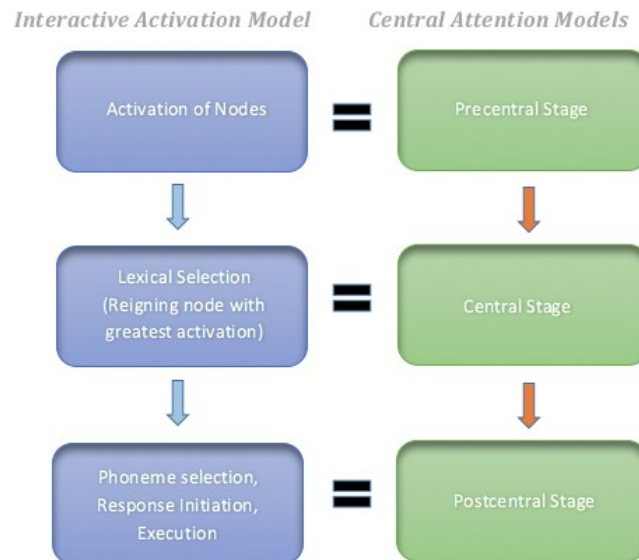 Interactive Activation Model
Central Attention Models
Activation of Nodes
Precentral Stage
Lexical Selection
(Reigning node with
greatest activation)
Central Stage
Phoneme selection,
Response Initiation,
Execution
Postcentral Stage